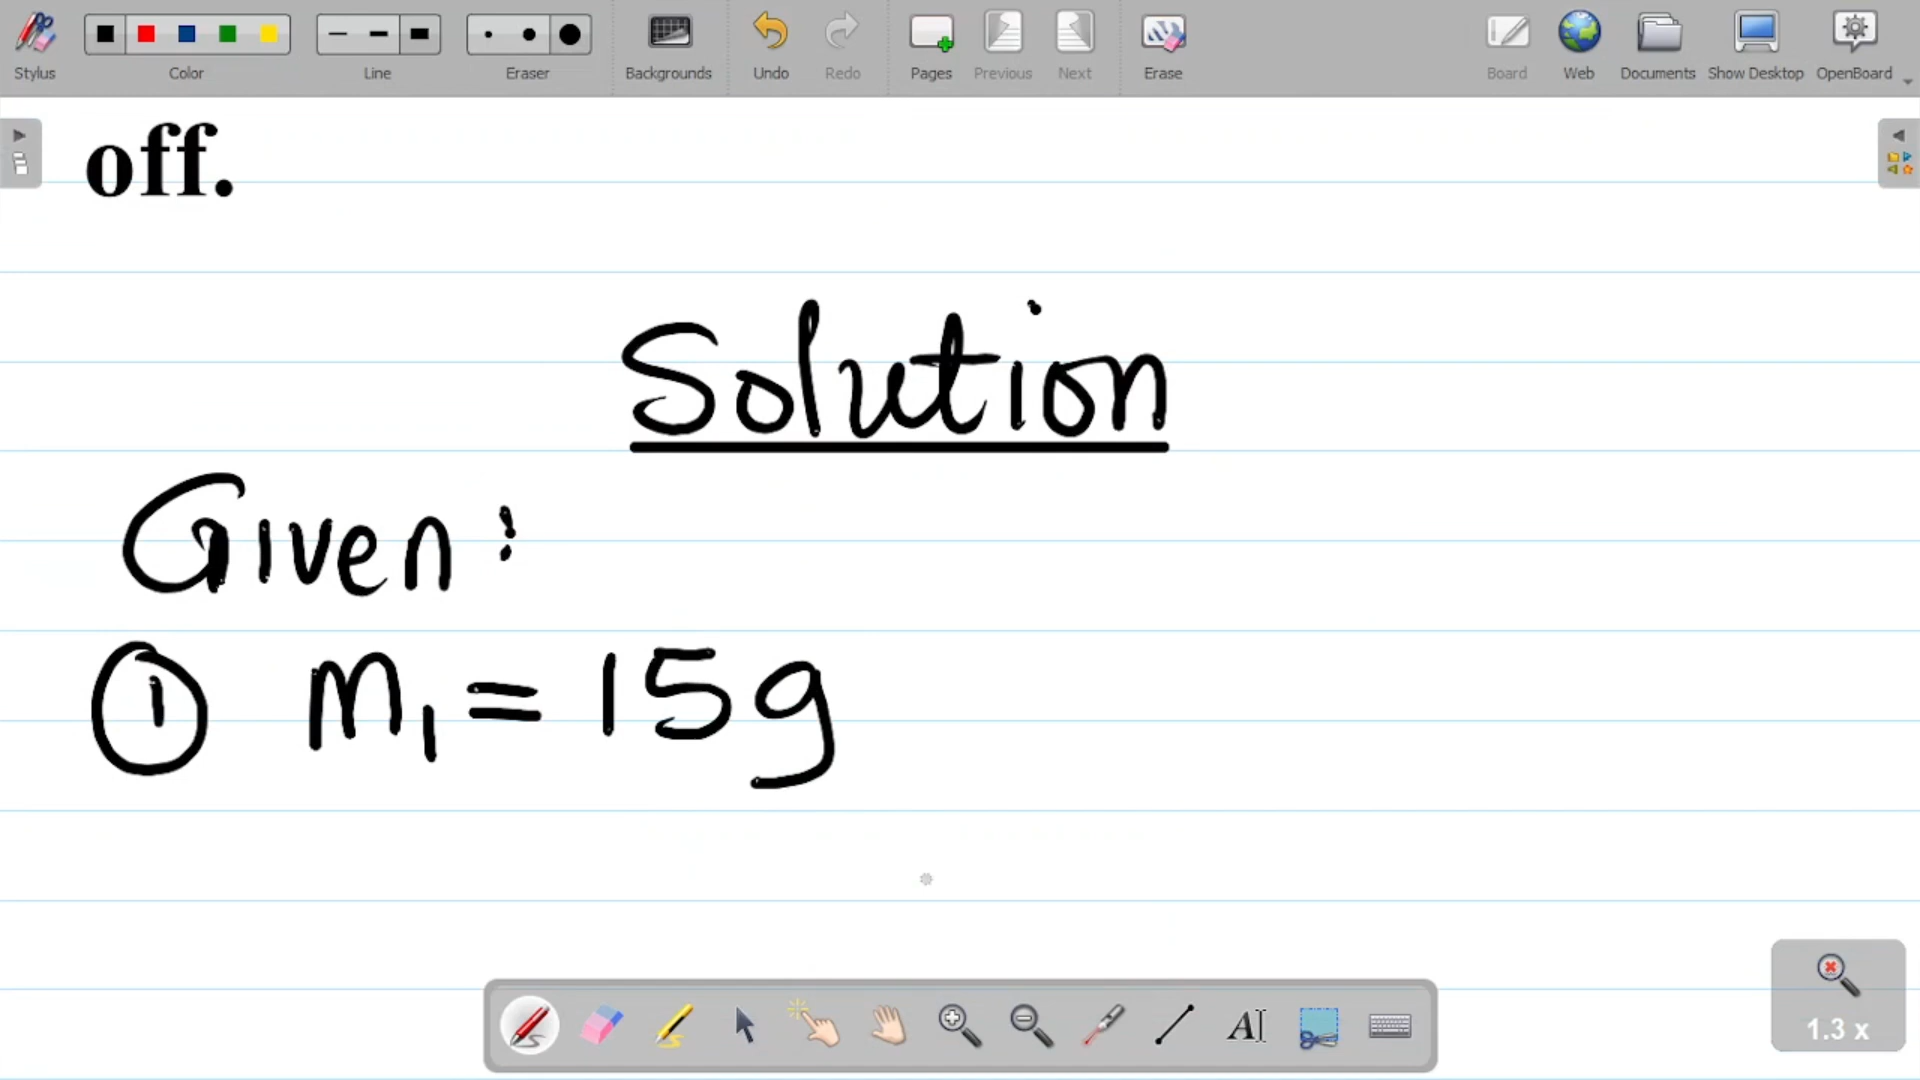 Stylus Color Line Eraser Backgrounds Undo Redo Pages Previous Next Erase Board Web Documents Show Desktop OpenBoard
off.
Solution
Given:
① m₁ = 15g
1.3 x